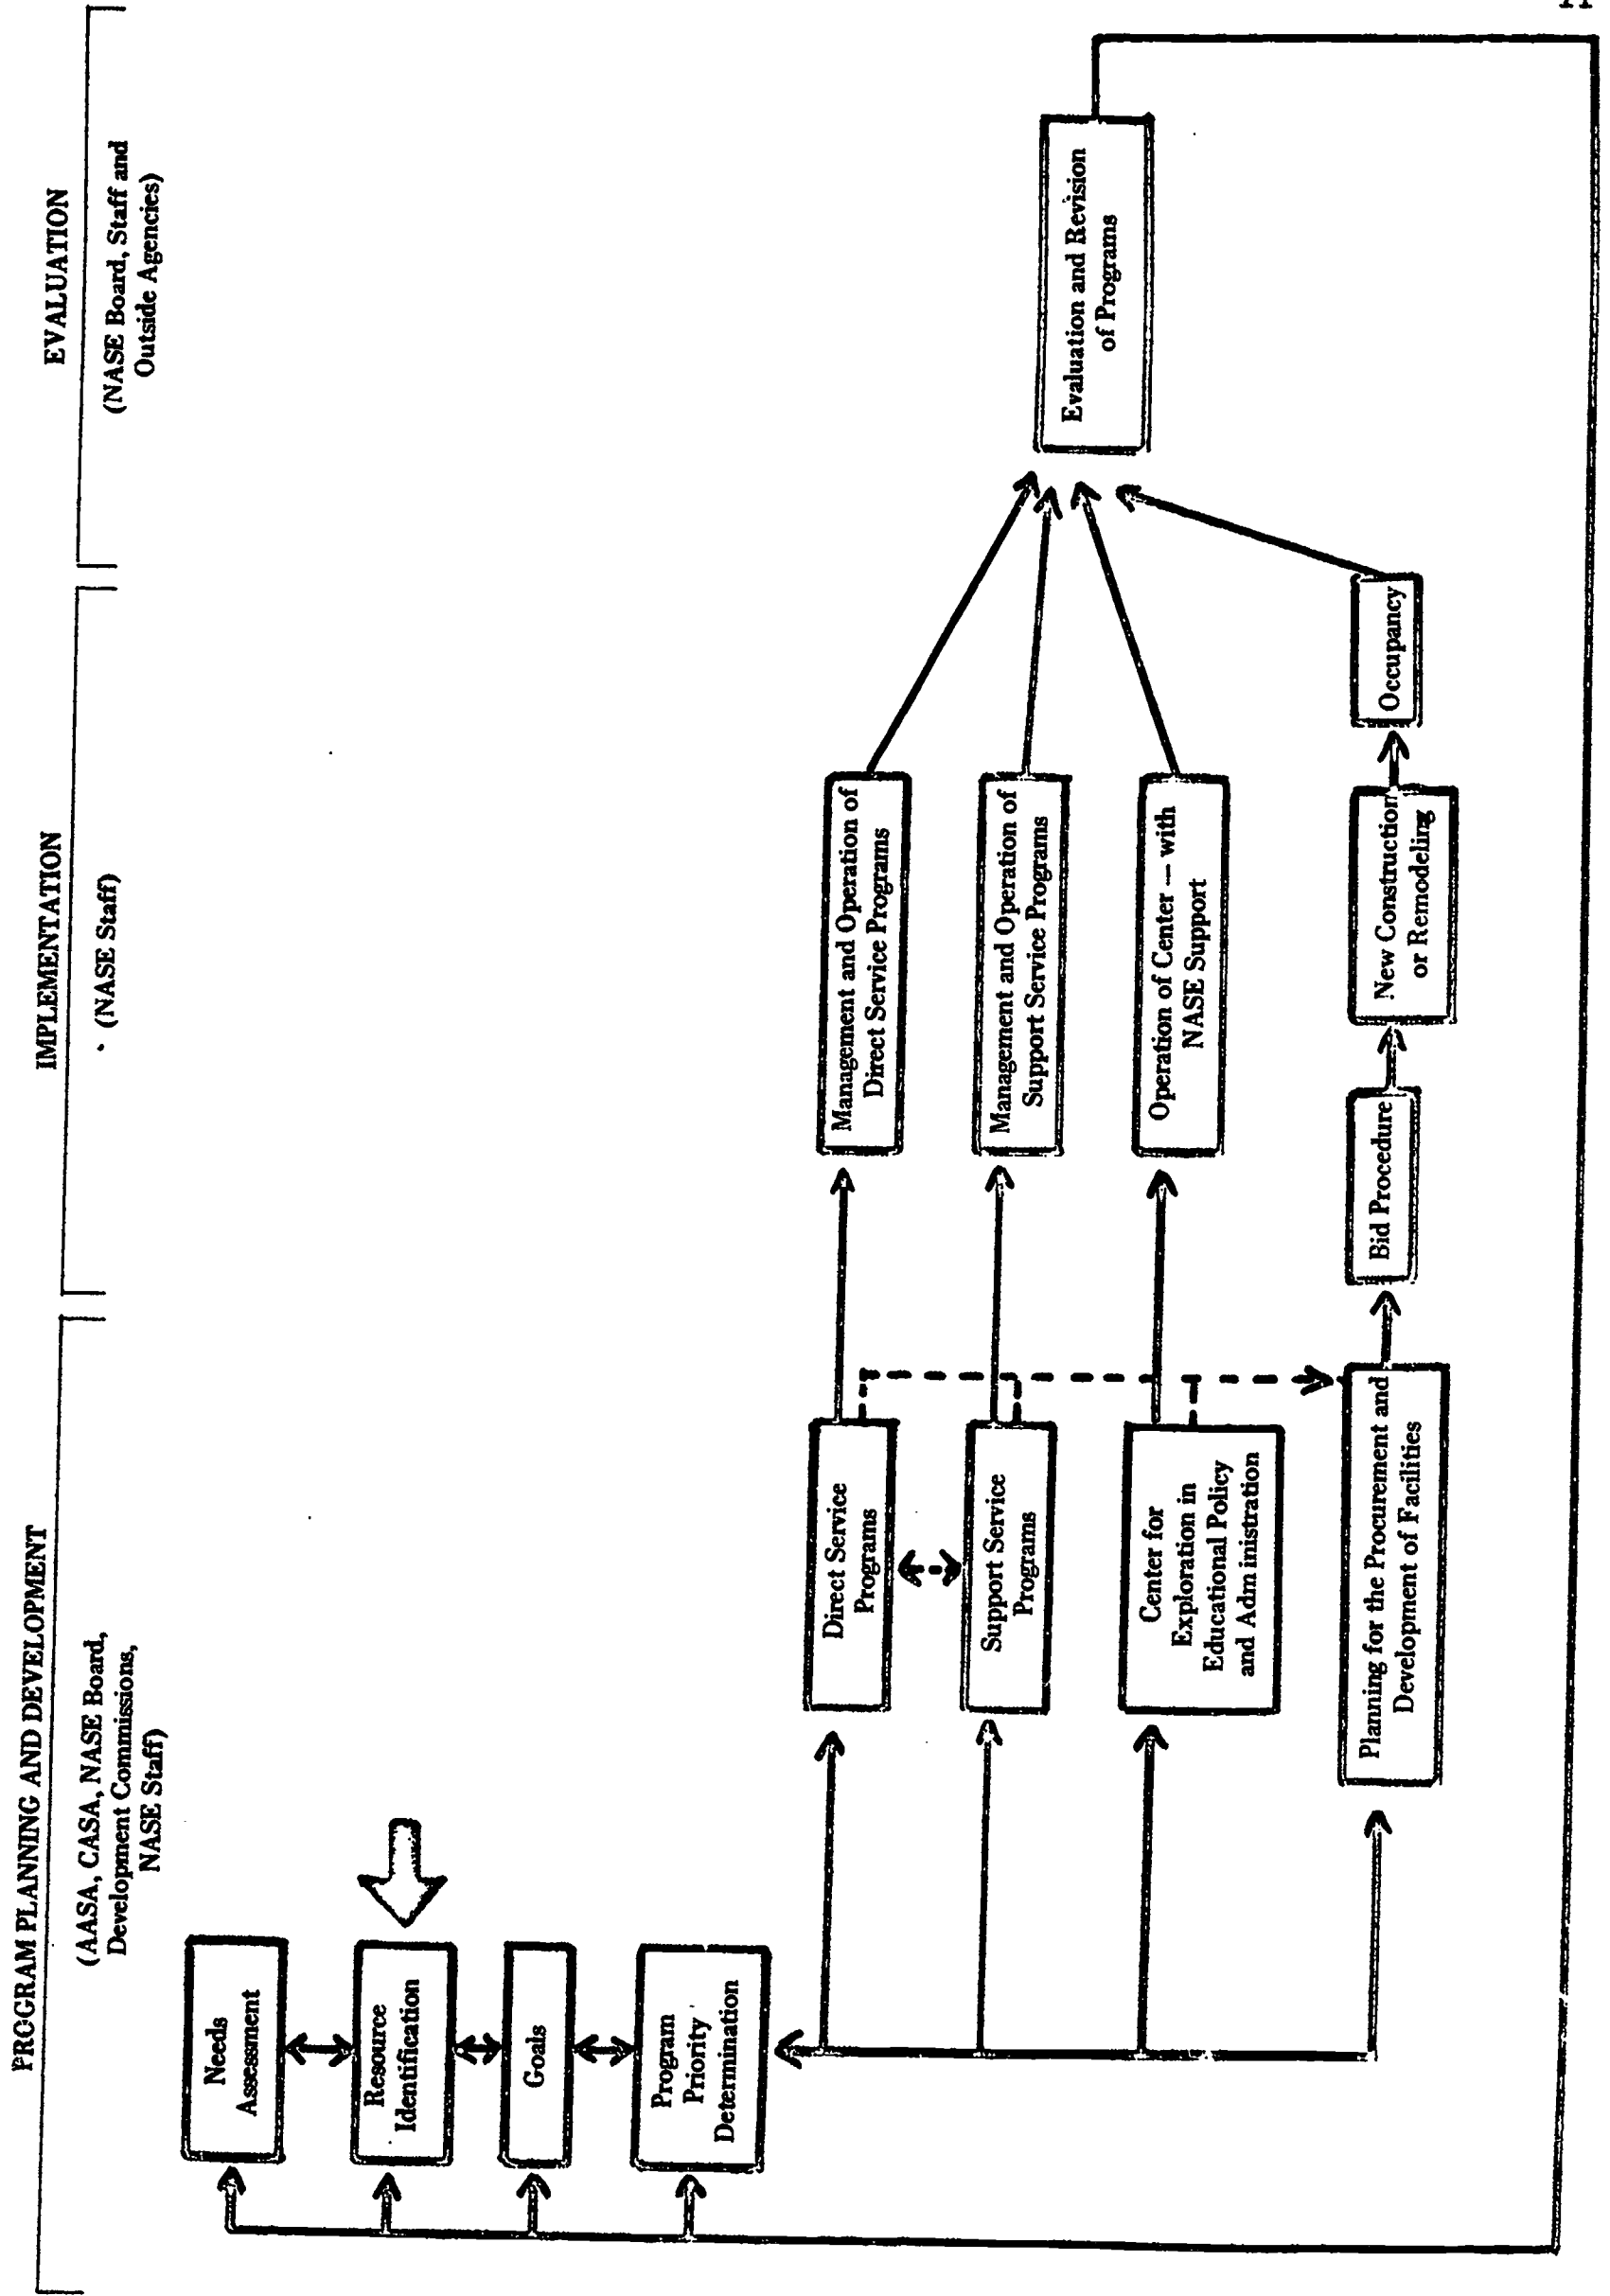 PROGRAM PLANNING AND DEVELOPMENT
(AASA, CASA, NASE Board,
Development Commissions,
NASE Staff)
IMPLEMENTATION
(NASE Staff)
EVALUATION
(NASE Board, Staff and
Outside Agencies)
Needs
Assessment
Resource
Identification
Goals
Program
Priority
Determination
Direct Service
Programs
Support Service
Programs
Center for
Exploration in
Educational Policy
and Adm inistration
Planning for the Procurement and
Development of Facilities
Management and Operation of
Direct Service Programs
Management and Operation of
Support Service Programs
Operation of Center — with
NASE Support
Bid Procedure
New Construction
or Remodeling
Occupancy
Evaluation and Revision
of Programs